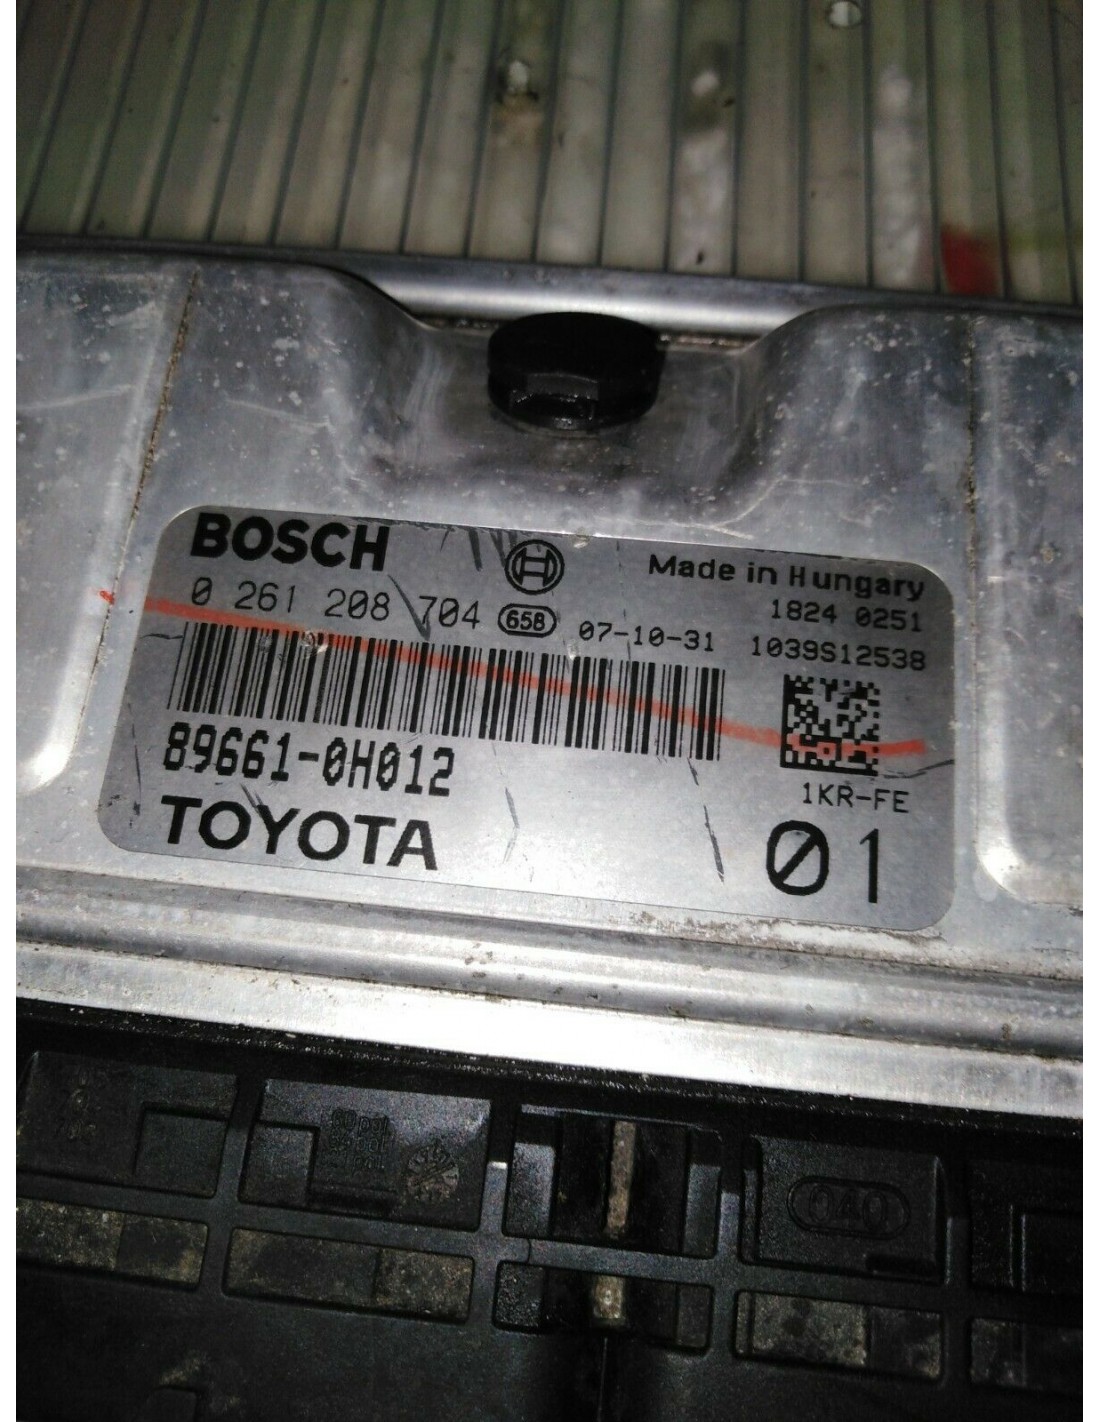 BOSCH
Made in Hungary
0 261 208 704 658 07-10-31
1824 0251
1039S12538
89661-0H012
1KR-FE
TOYOTA
01
040